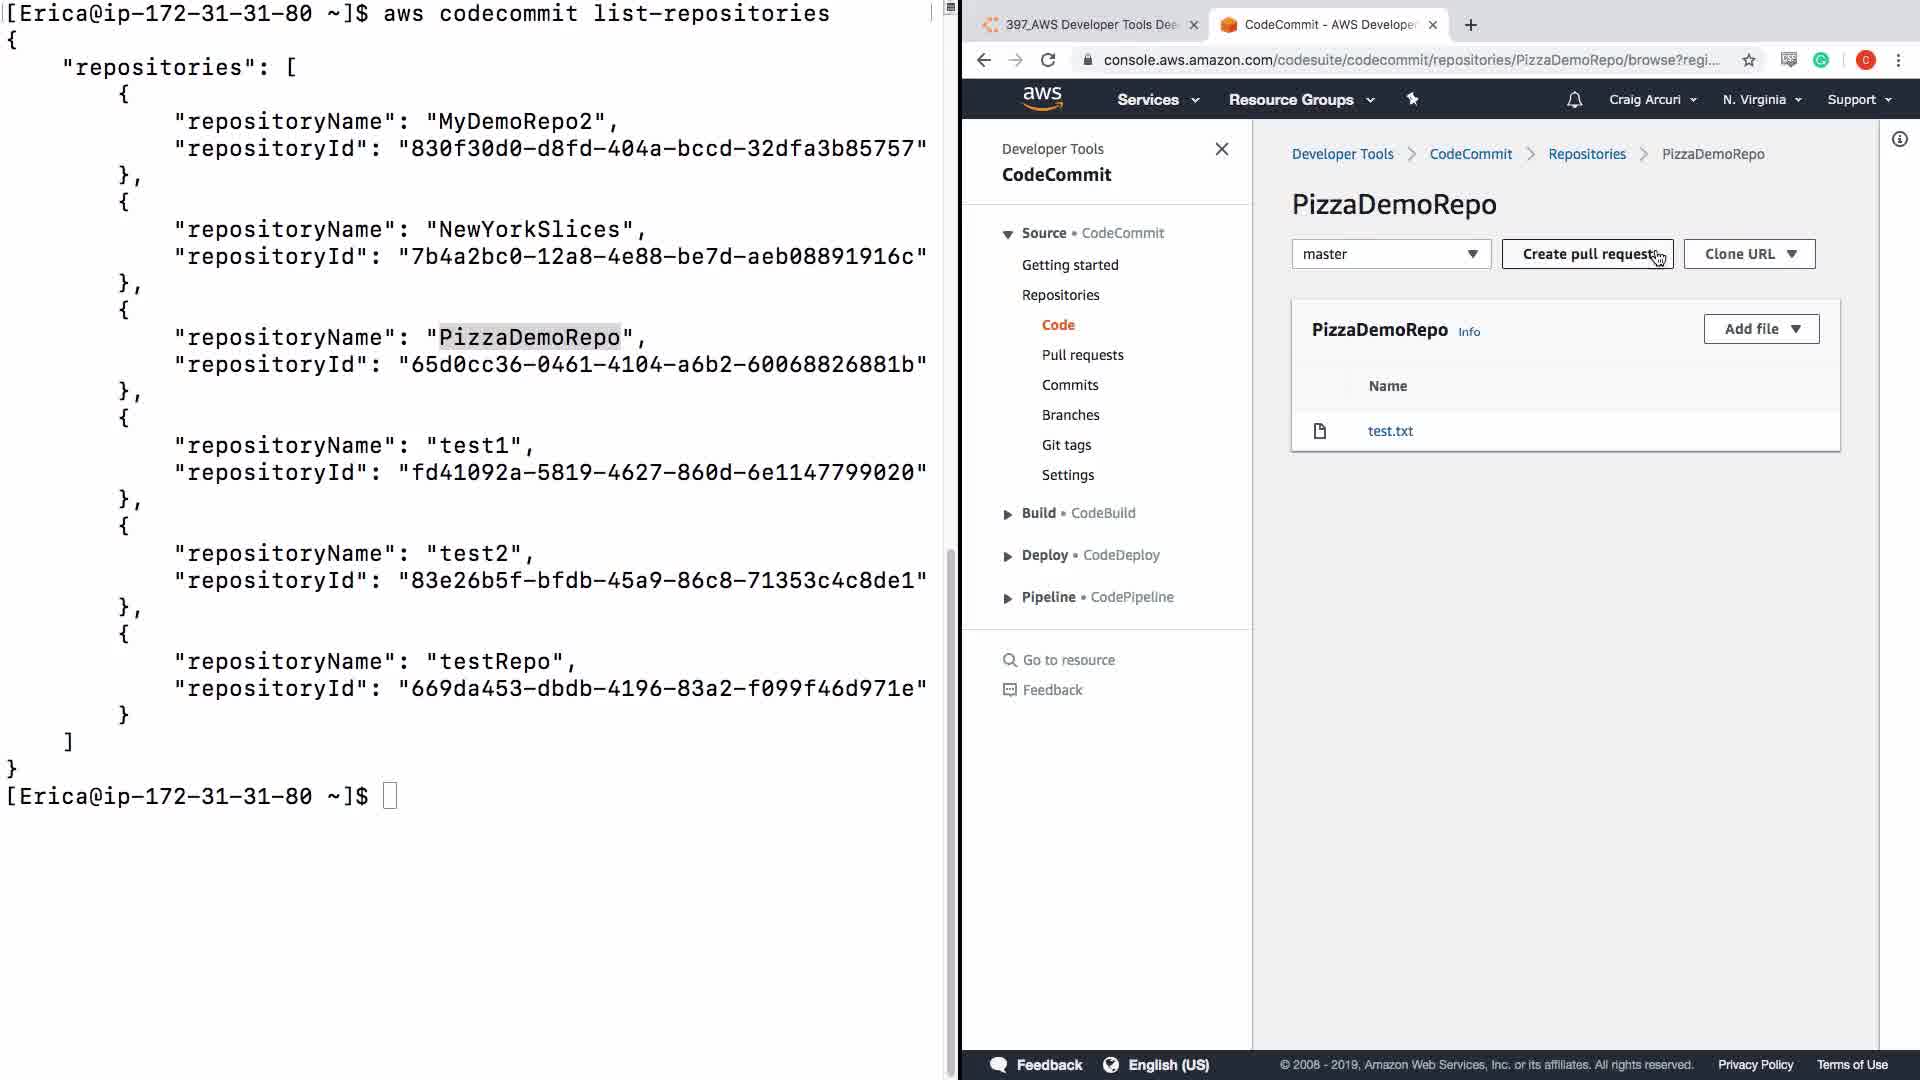 [Erica@ip-172-31-31-80 ~]$ aws codecommit list-repositories
{
    "repositories": [
        {
            "repositoryName": "MyDemoRepo2",
            "repositoryId": "830f30d0-d8fd-404a-bccd-32dfa3b85757"
        },
        {
            "repositoryName": "NewYorkSlices",
            "repositoryId": "7b4a2bc0-12a8-4e88-be7d-aeb08891916c"
        },
        {
            "repositoryName": "PizzaDemoRepo",
            "repositoryId": "65d0cc36-0461-4104-a6b2-60068826881b"
        },
        {
            "repositoryName": "test1",
            "repositoryId": "fd41092a-5819-4627-860d-6e1147799020"
        },
        {
            "repositoryName": "test2",
            "repositoryId": "83e26b5f-bfdb-45a9-86c8-71353c4c8de1"
        },
        {
            "repositoryName": "testRepo",
            "repositoryId": "669da453-dbdb-4196-83a2-f099f46d971e"
        }
    ]
}
[Erica@ip-172-31-31-80 ~]$
397_AWS Developer Tools Dee
CodeCommit - AWS Developer
console.aws.amazon.com/codesuite/codecommit/repositories/PizzaDemoRepo/browse?regi...
C
aws Services Resource Groups Craig Arcuri N. Virginia Support
Developer Tools
CodeCommit
Source • CodeCommit
Getting started
Repositories
Code
Pull requests
Commits
Branches
Git tags
Settings
Build • CodeBuild
Deploy • CodeDeploy
Pipeline • CodePipeline
Go to resource
Feedback
Developer Tools > CodeCommit > Repositories > PizzaDemoRepo
PizzaDemoRepo
master Create pull request Clone URL
PizzaDemoRepo Info Add file
Name
test.txt
Feedback English (US) © 2008 - 2019, Amazon Web Services, Inc. or its affiliates. All rights reserved. Privacy Policy Terms of Use